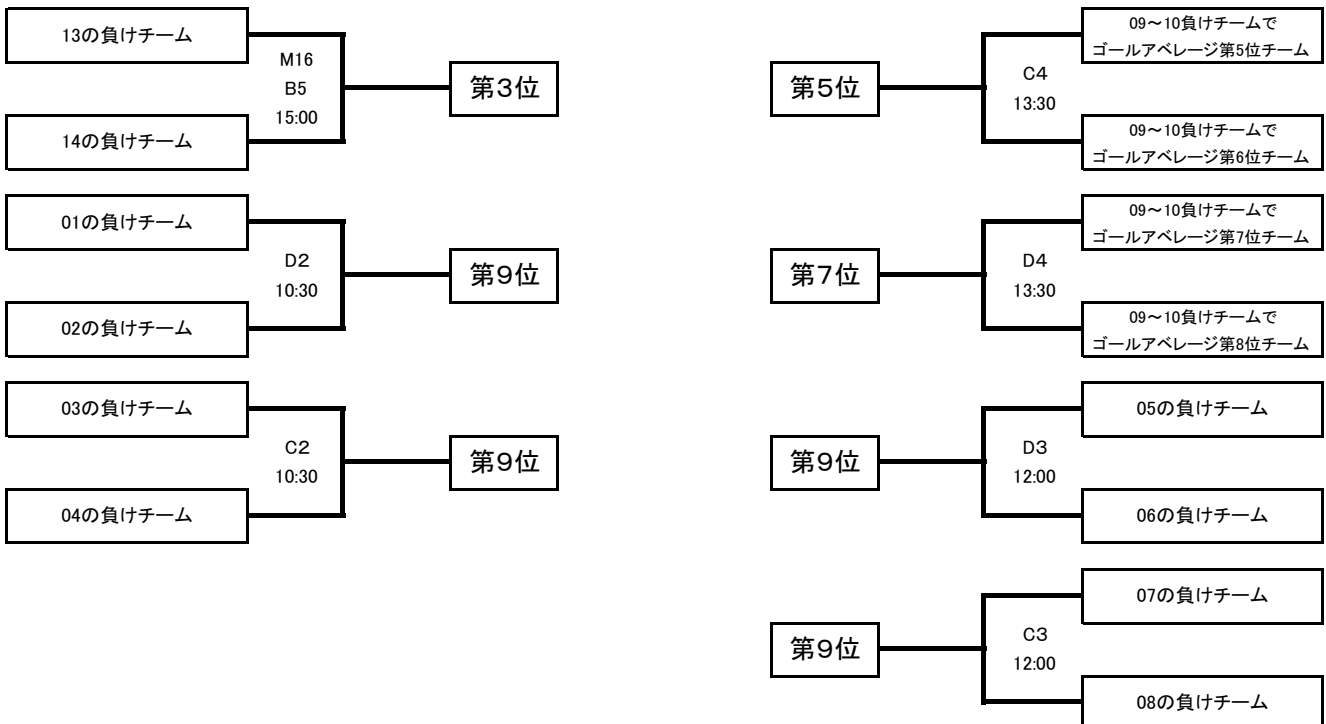 13の負けチーム
M16
B5
15:00
第3位
14の負けチーム
01の負けチーム
D2
10:30
第9位
02の負けチーム
03の負けチーム
C2
10:30
第9位
04の負けチーム
09～10負けチームで
ゴールアベレージ第5位チーム
第5位
C4
13:30
09～10負けチームで
ゴールアベレージ第6位チーム
09～10負けチームで
ゴールアベレージ第7位チーム
第7位
D4
13:30
09～10負けチームで
ゴールアベレージ第8位チーム
05の負けチーム
第9位
D3
12:00
06の負けチーム
07の負けチーム
第9位
C3
12:00
08の負けチーム